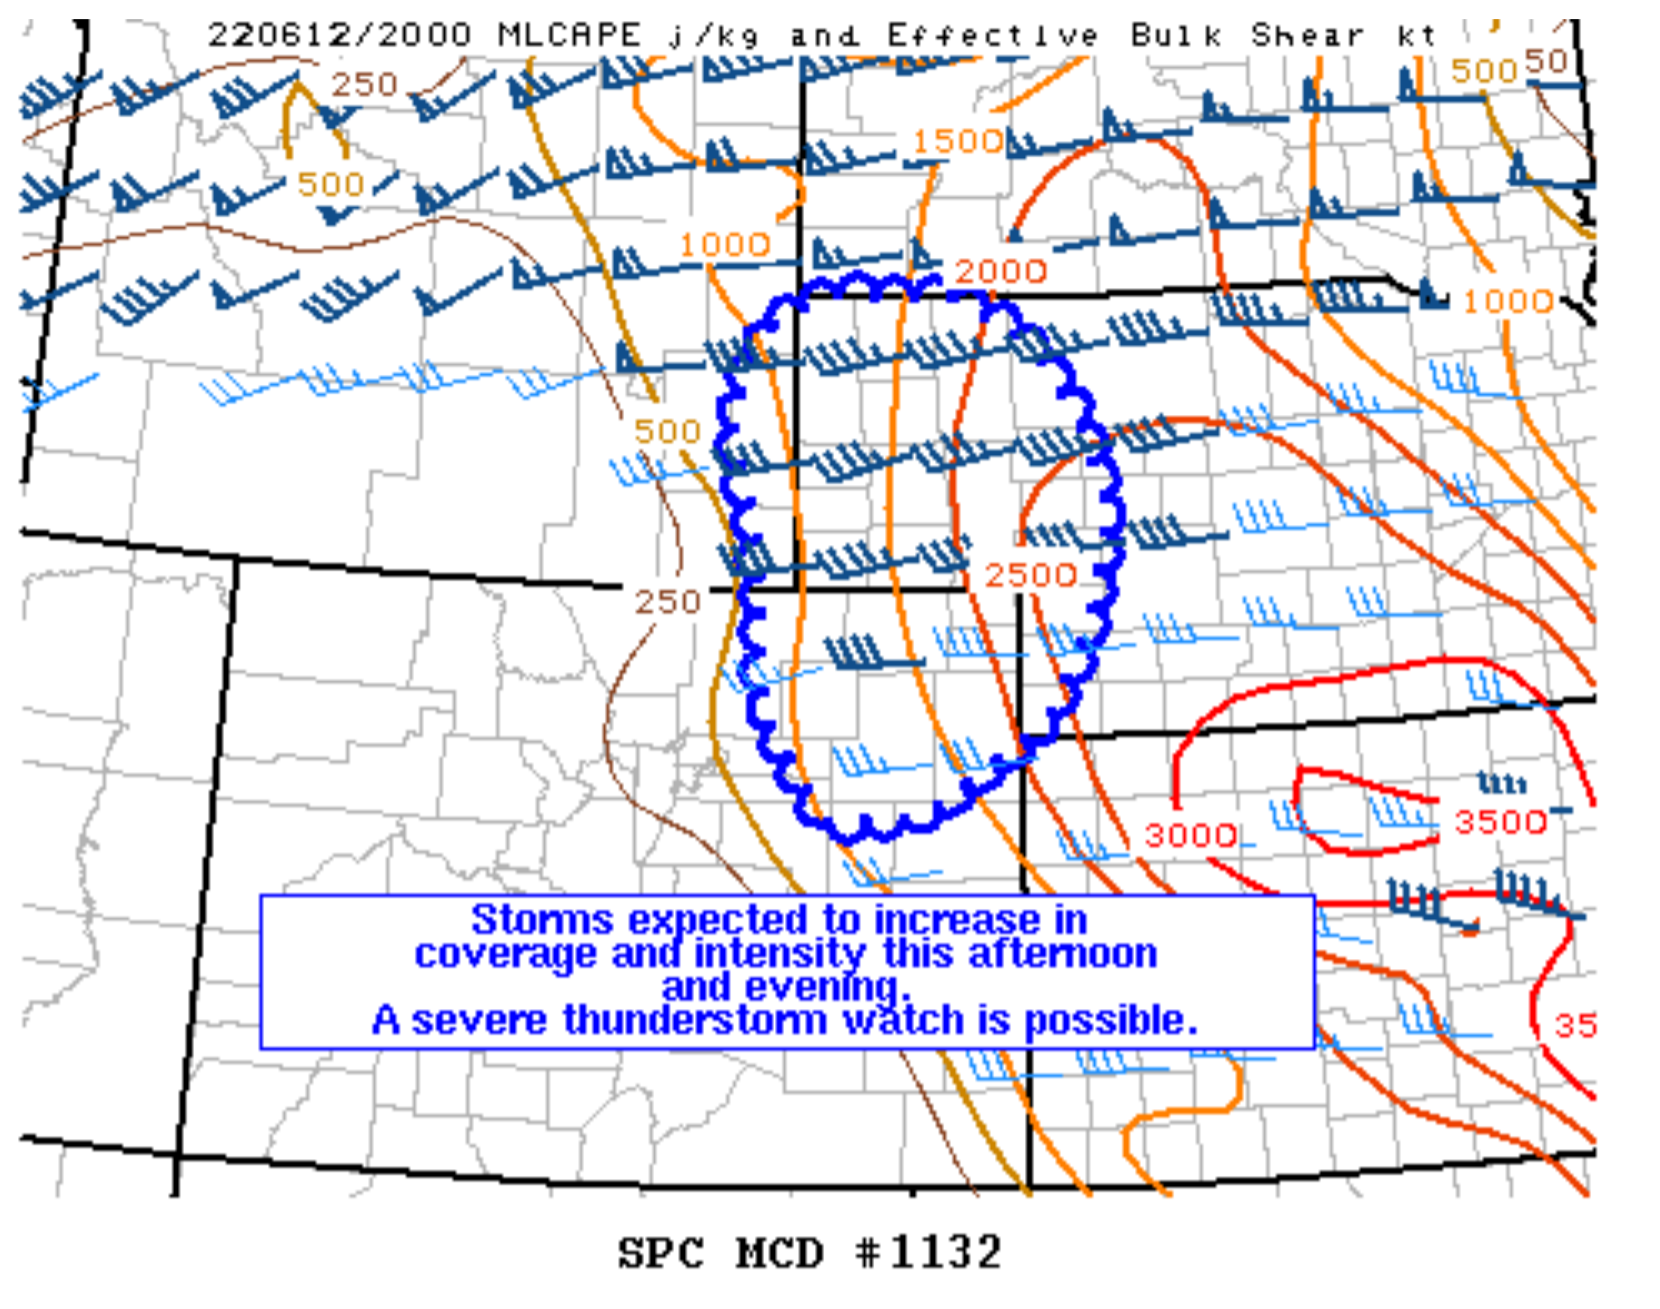 220612/2000 MLCAPE j/kg and Effective Bulk Shear kt
250
500
50
1500
500
1000
2000
1000
500
2500
250
3000
3500
Storms expected to increase in
coverage and intensity this afternoon
and evening.
A severe thunderstorm watch is possible.
35
SPC MCD #1132